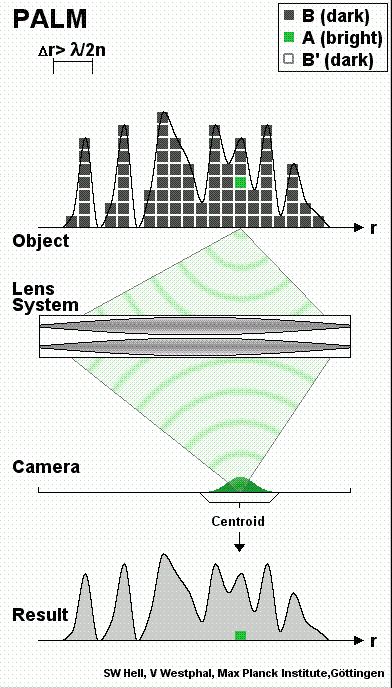 PALM
B (dark)
A (bright)
B' (dark)
Δr> λ/2n
r
Object
Lens
System
Camera
Centroid
Result
r
SW Hell, V Westphal, Max Planck Institute,Göttingen